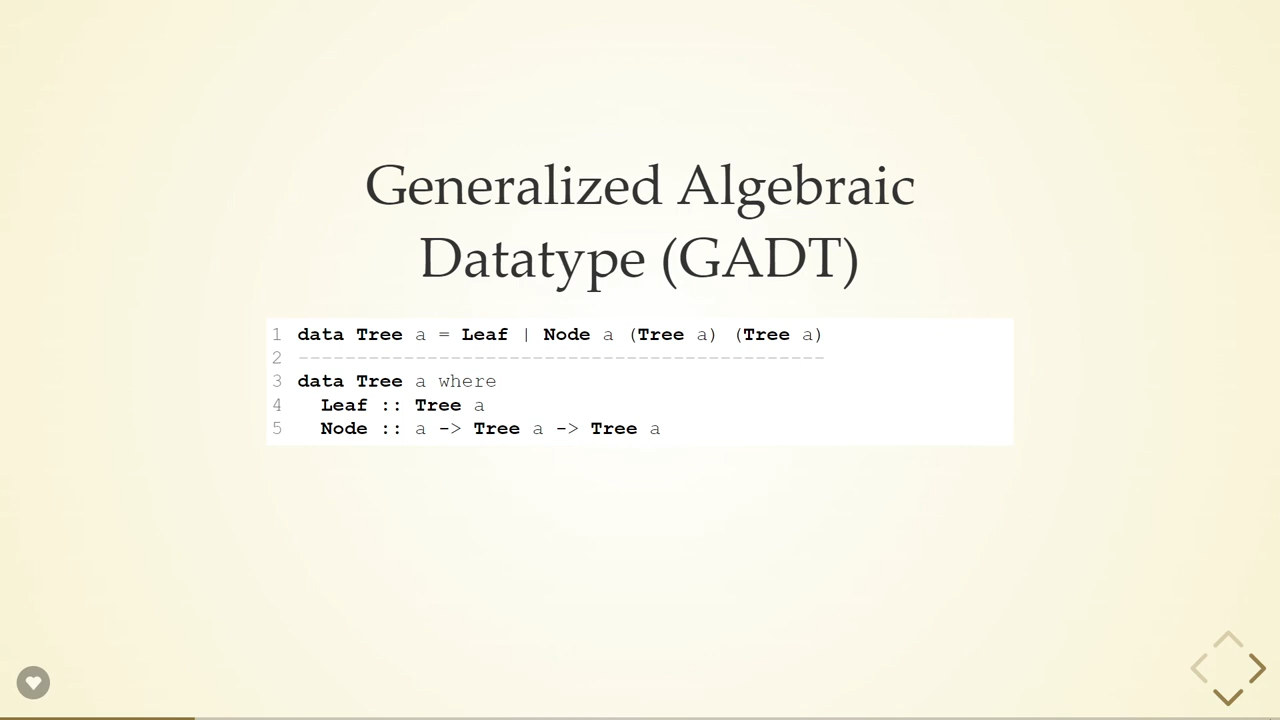 Generalized Algebraic
Datatype (GADT)
1 data Tree a = Leaf | Node a (Tree a) (Tree a)
2 ---------------------------------------------
3 data Tree a where
4   Leaf :: Tree a
5   Node :: a -> Tree a -> Tree a